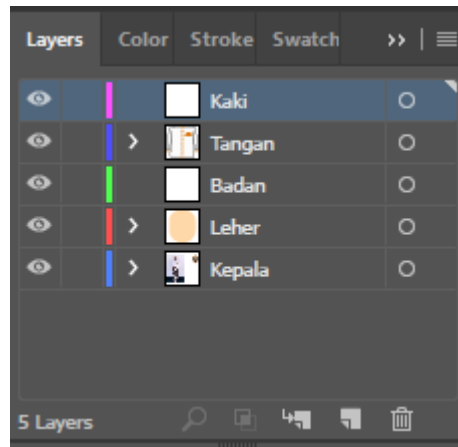 Layers Color Stroke Swatch
Kaki
Tangan
Badan
Leher
Kepala
5 Layers